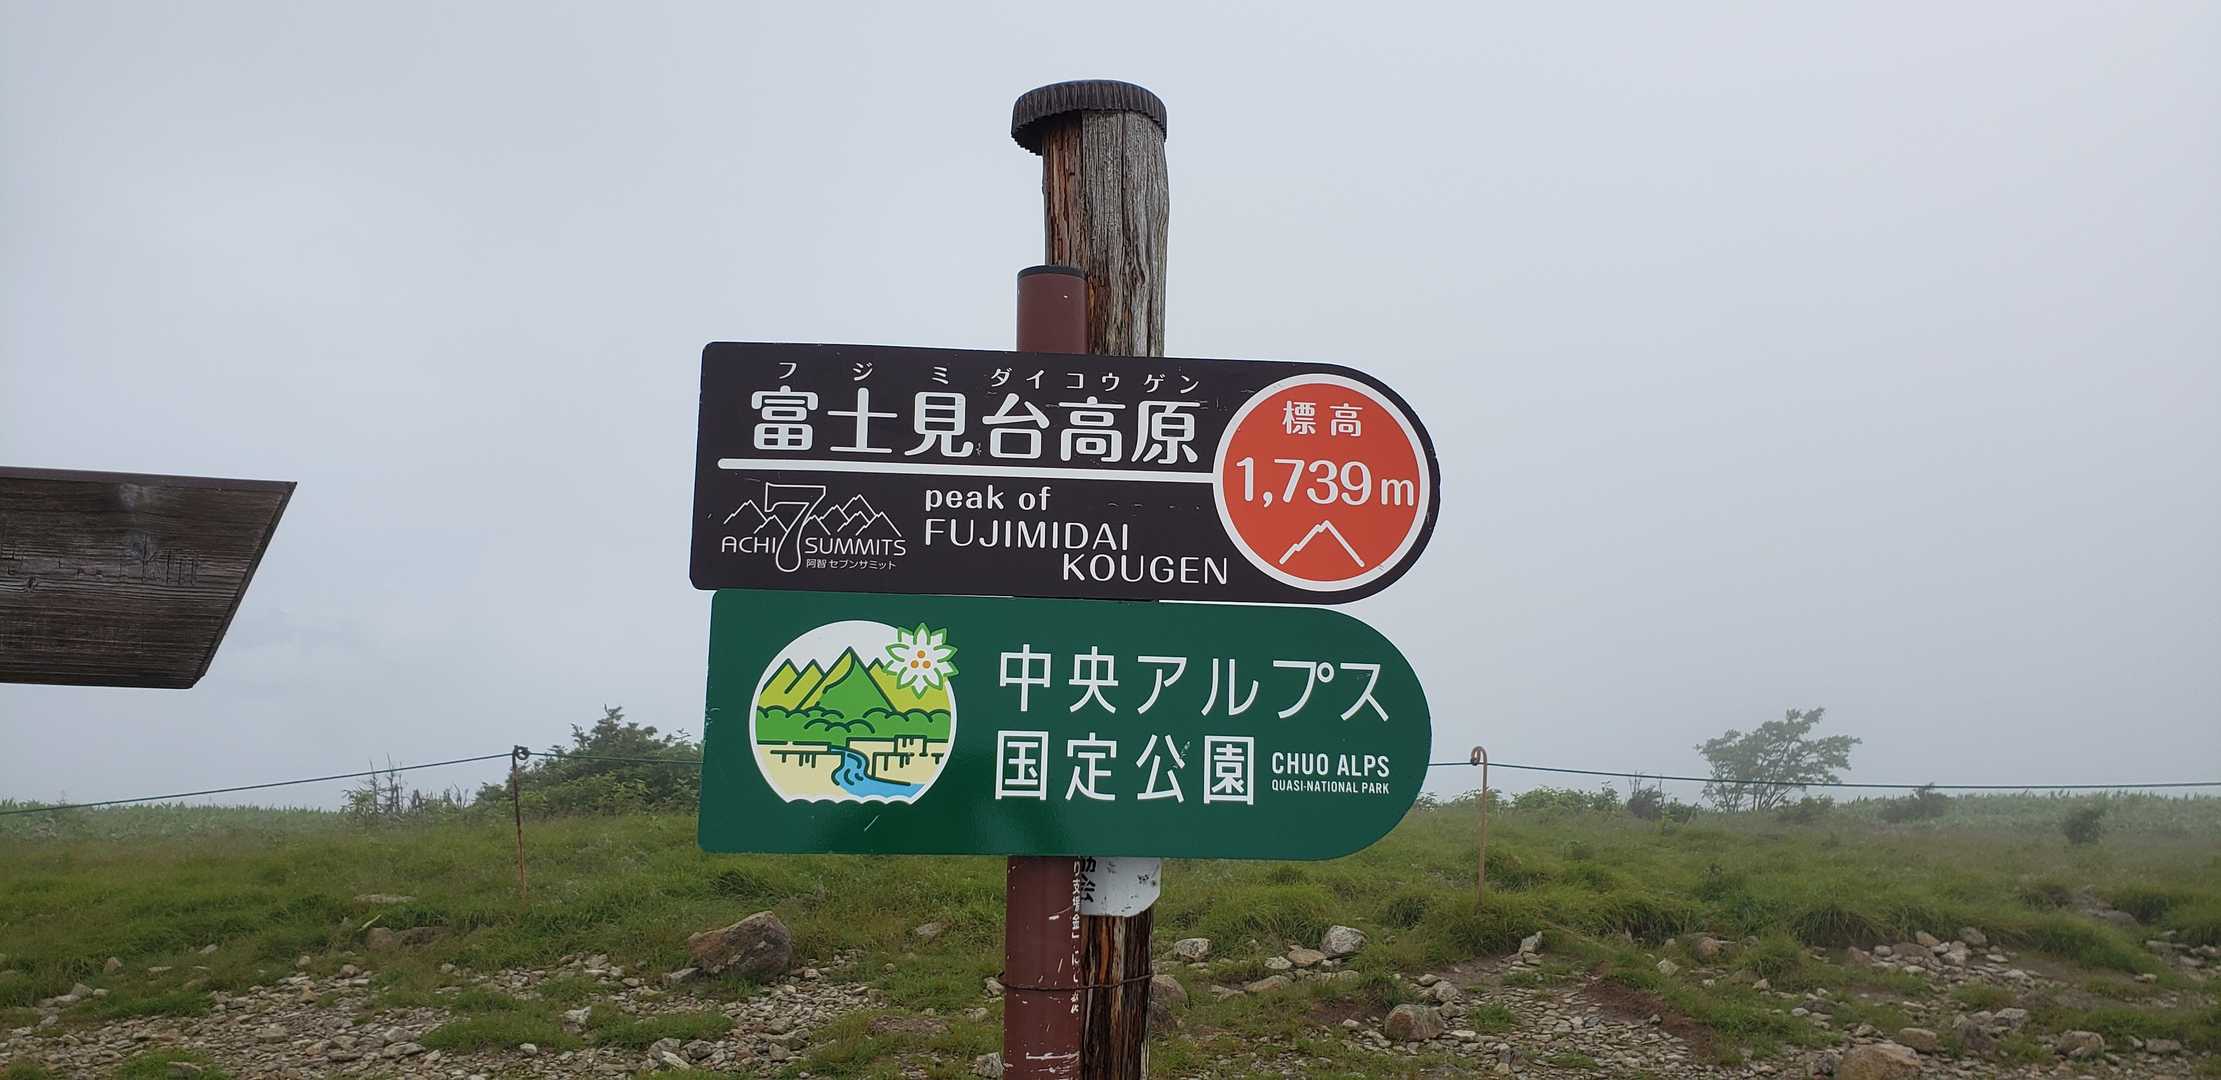 フジミダイコウゲン
富士見台高原
標高
1,739m
7
ACHI SUMMITS
阿智セブンサミット
peak of
FUJIMIDAI
KOUGEN
中央アルプス
国定公園
CHUO ALPS
QUASI-NATIONAL PARK